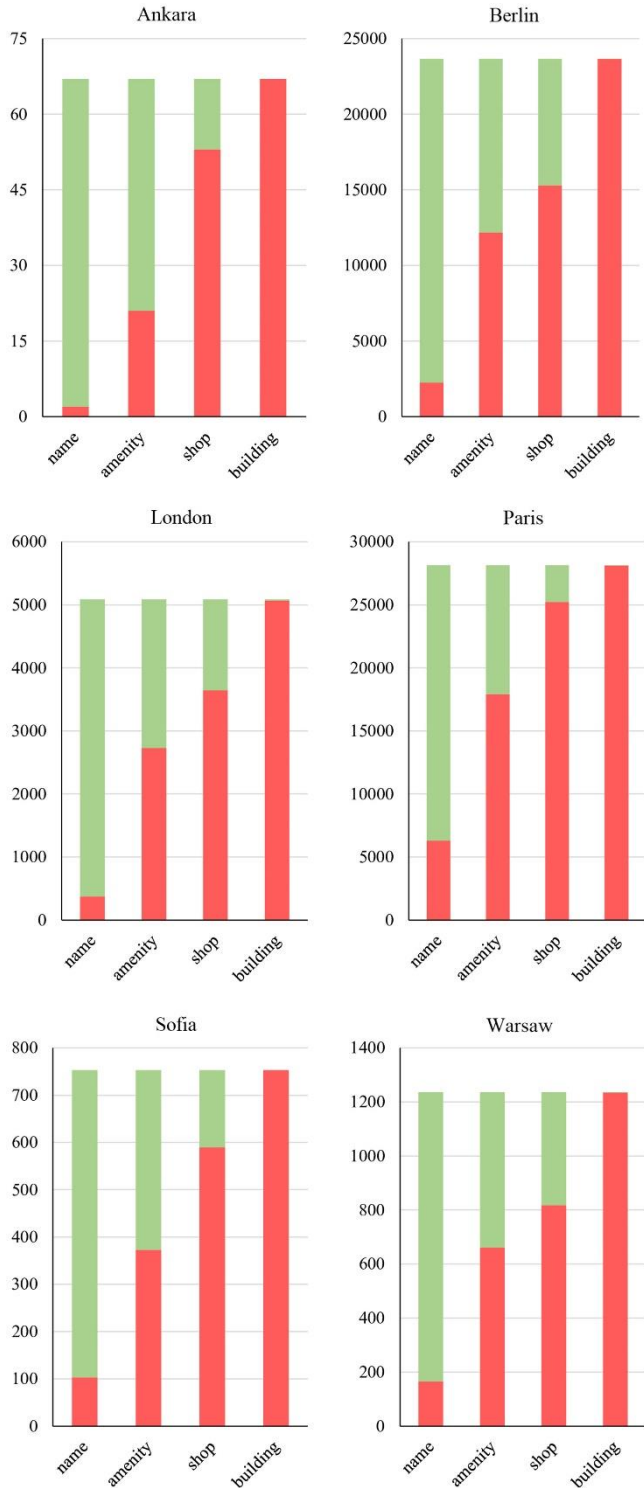 Ankara
75
60
45
30
15
0
name
amenity
shop
building
Berlin
25000
20000
15000
10000
5000
0
name
amenity
shop
building
London
6000
5000
4000
3000
2000
1000
0
name
amenity
shop
building
Paris
30000
25000
20000
15000
10000
5000
0
name
amenity
shop
building
Sofia
800
700
600
500
400
300
200
100
0
name
amenity
shop
building
Warsaw
1400
1200
1000
800
600
400
200
0
name
amenity
shop
building